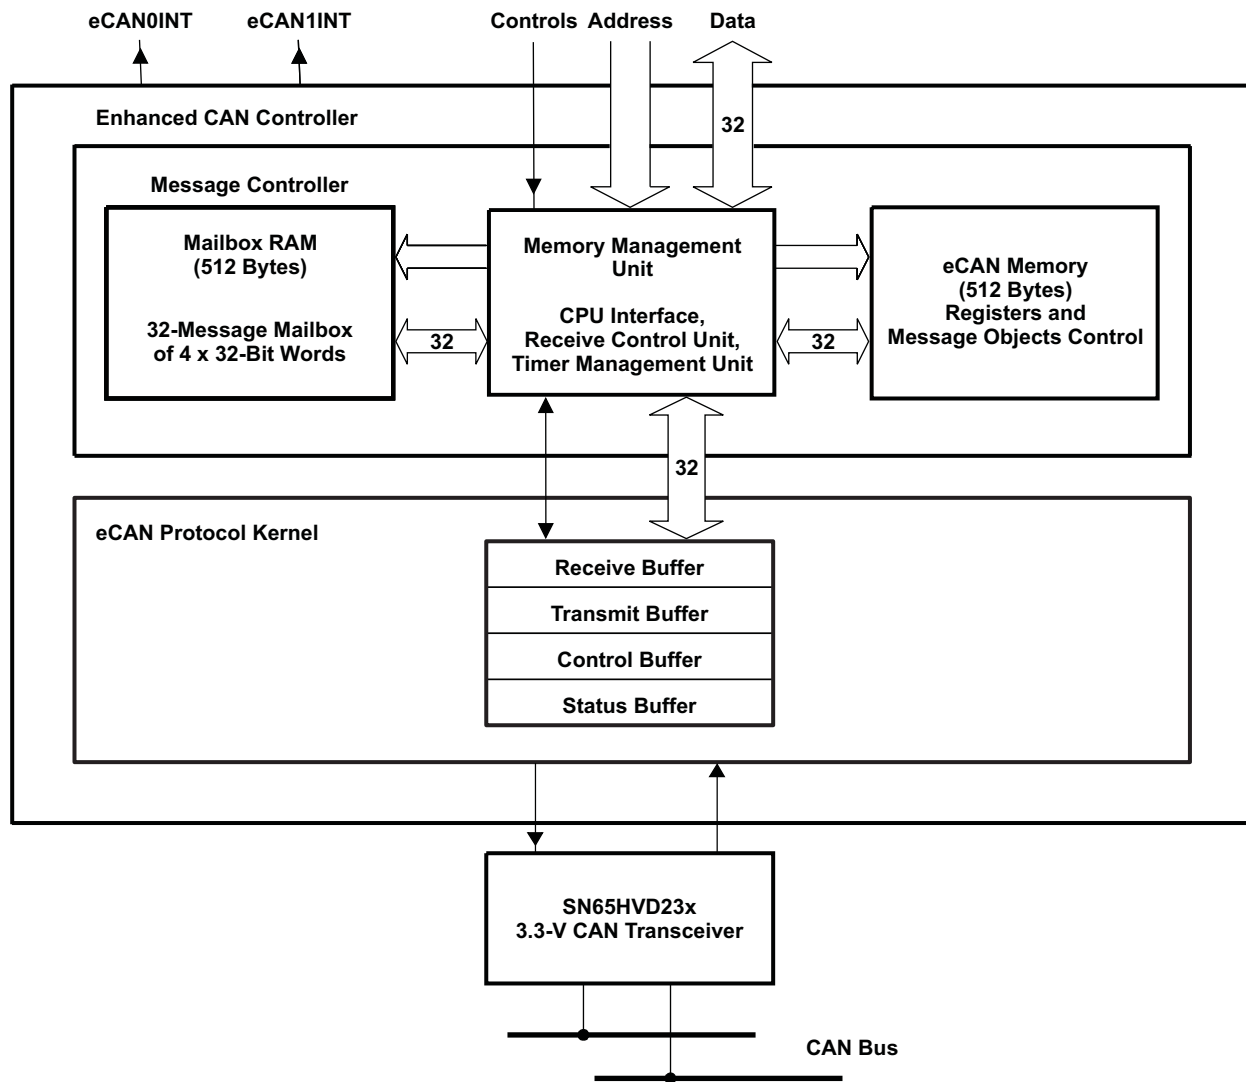 eCAN0INT
eCAN1INT
Controls
Address
Data
32
Enhanced CAN Controller
Message Controller
Mailbox RAM
(512 Bytes)
32-Message Mailbox
of 4 x 32-Bit Words
32
Memory Management
Unit
CPU Interface,
Receive Control Unit,
Timer Management Unit
32
eCAN Memory
(512 Bytes)
Registers and
Message Objects Control
32
eCAN Protocol Kernel
Receive Buffer
Transmit Buffer
Control Buffer
Status Buffer
SN65HVD23x
3.3-V CAN Transceiver
CAN Bus